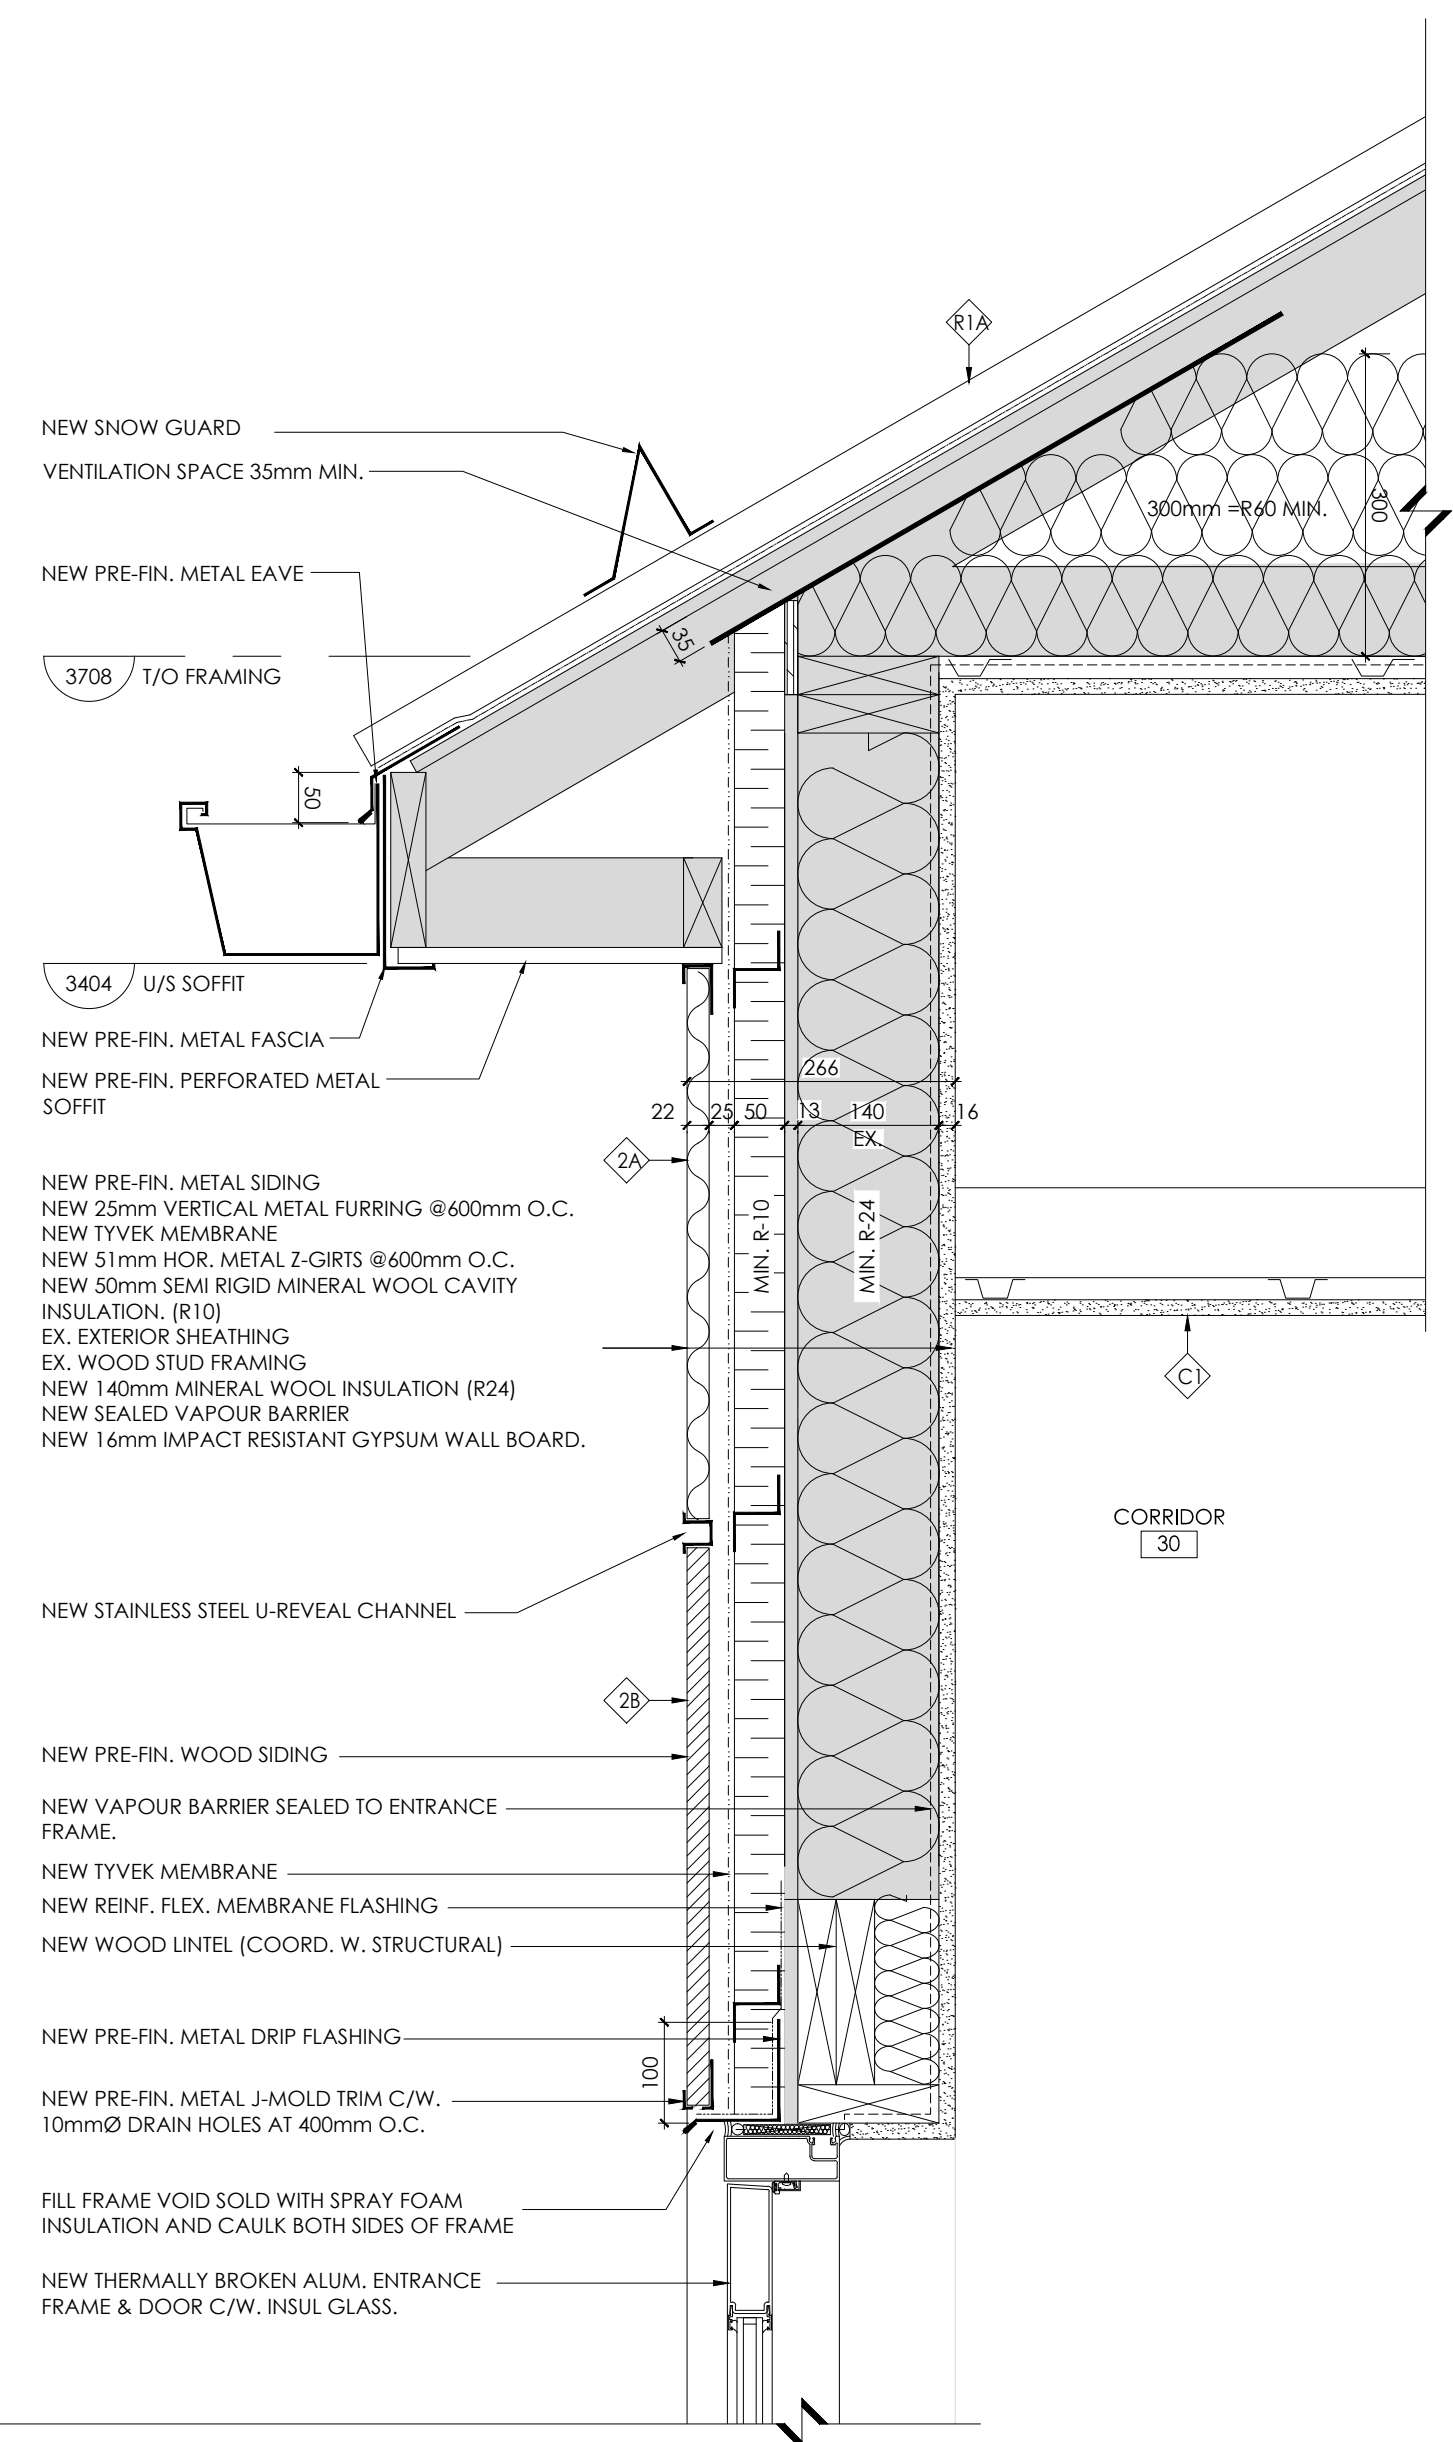 R1A
NEW SNOW GUARD
VENTILATION SPACE 35mm MIN.
300mm =R60 MIN.
300
NEW PRE-FIN. METAL EAVE
35
3708 T/O FRAMING
50
3404 U/S SOFFIT
NEW PRE-FIN. METAL FASCIA
NEW PRE-FIN. PERFORATED METAL
SOFFIT
266
22 25 50 13 140 16
EX.
2A
NEW PRE-FIN. METAL SIDING
NEW 25mm VERTICAL METAL FURRING @600mm O.C.
NEW TYVEK MEMBRANE
NEW 51mm HOR. METAL Z-GIRTS @600mm O.C.
NEW 50mm SEMI RIGID MINERAL WOOL CAVITY
INSULATION. (R10)
EX. EXTERIOR SHEATHING
EX. WOOD STUD FRAMING
NEW 140mm MINERAL WOOL INSULATION (R24)
NEW SEALED VAPOUR BARRIER
NEW 16mm IMPACT RESISTANT GYPSUM WALL BOARD.
MIN. R-10
MIN. R-24
C1
CORRIDOR
30
NEW STAINLESS STEEL U-REVEAL CHANNEL
2B
NEW PRE-FIN. WOOD SIDING
NEW VAPOUR BARRIER SEALED TO ENTRANCE
FRAME.
NEW TYVEK MEMBRANE
NEW REINF. FLEX. MEMBRANE FLASHING
NEW WOOD LINTEL (COORD. W. STRUCTURAL)
NEW PRE-FIN. METAL DRIP FLASHING
100
NEW PRE-FIN. METAL J-MOLD TRIM C/W.
10mmØ DRAIN HOLES AT 400mm O.C.
FILL FRAME VOID SOLD WITH SPRAY FOAM
INSULATION AND CAULK BOTH SIDES OF FRAME
NEW THERMALLY BROKEN ALUM. ENTRANCE
FRAME & DOOR C/W. INSUL GLASS.